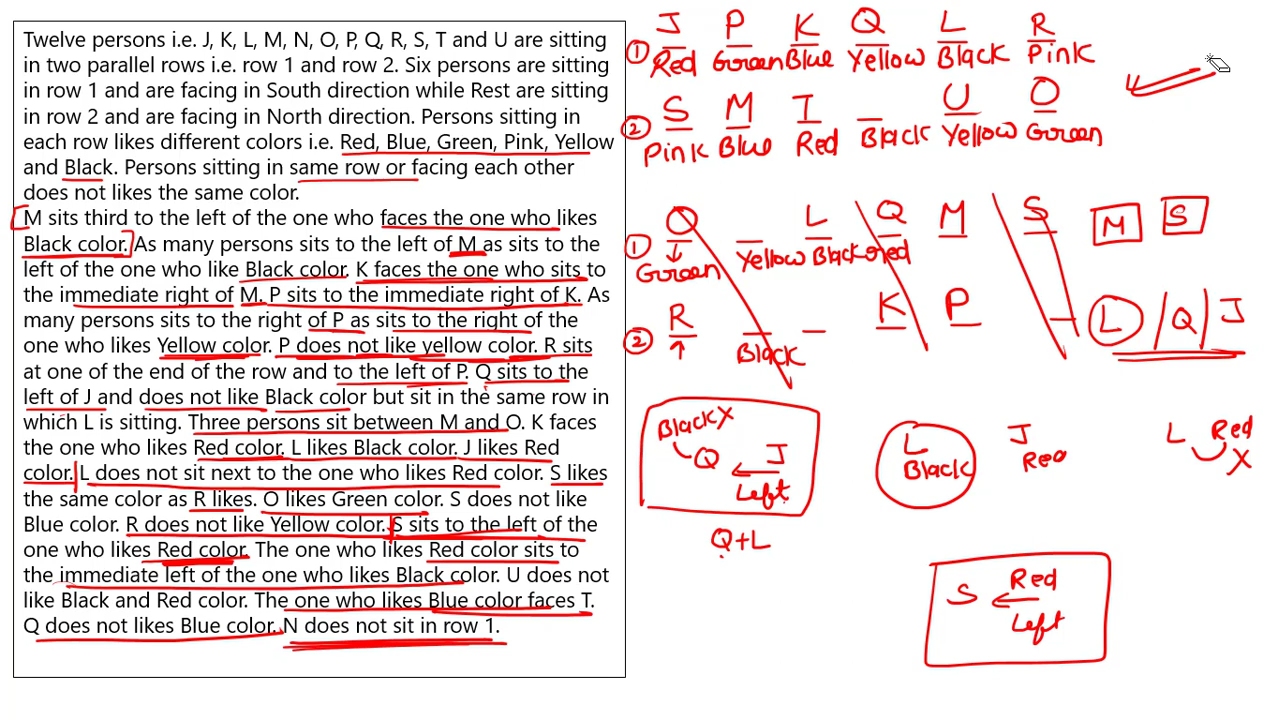 Twelve persons i.e. J, K, L, M, N, O, P, Q, R, S, T and U are sitting
in two parallel rows i.e. row 1 and row 2. Six persons are sitting
in row 1 and are facing in South direction while Rest are sitting
in row 2 and are facing in North direction. Persons sitting in
each row likes different colors i.e. Red, Blue, Green, Pink, Yellow
and Black. Persons sitting in same row or facing each other
does not likes the same color.
M sits third to the left of the one who faces the one who likes
Black color. As many persons sits to the left of M as sits to the
left of the one who like Black color. K faces the one who sits to
the immediate right of M. P sits to the immediate right of K. As
many persons sits to the right of P as sits to the right of the
one who likes Yellow color. P does not like yellow color. R sits
at one of the end of the row and to the left of P. Q sits to the
left of J and does not like Black color but sit in the same row in
which L is sitting. Three persons sit between M and O. K faces
the one who likes Red color. L likes Black color. J likes Red
color. L does not sit next to the one who likes Red color. S likes
the same color as R likes. O likes Green color. S does not like
Blue color. R does not like Yellow color. S sits to the left of the
one who likes Red color. The one who likes Red color sits to
the immediate left of the one who likes Black color. U does not
like Black and Red color. The one who likes Blue color faces T.
Q does not likes Blue color. N does not sit in row 1.
J P K Q L R
1 Red Green Blue Yellow Black Pink
S M T U O
2 Pink Blue Red Black Yellow Green
O L Q M S M S
1 Green Yellow Black Red
R K P L / Q / J
2 Black
Black X
Q J
Left
Q+L
L
Black
J
Red
L Red
X
S Red
Left